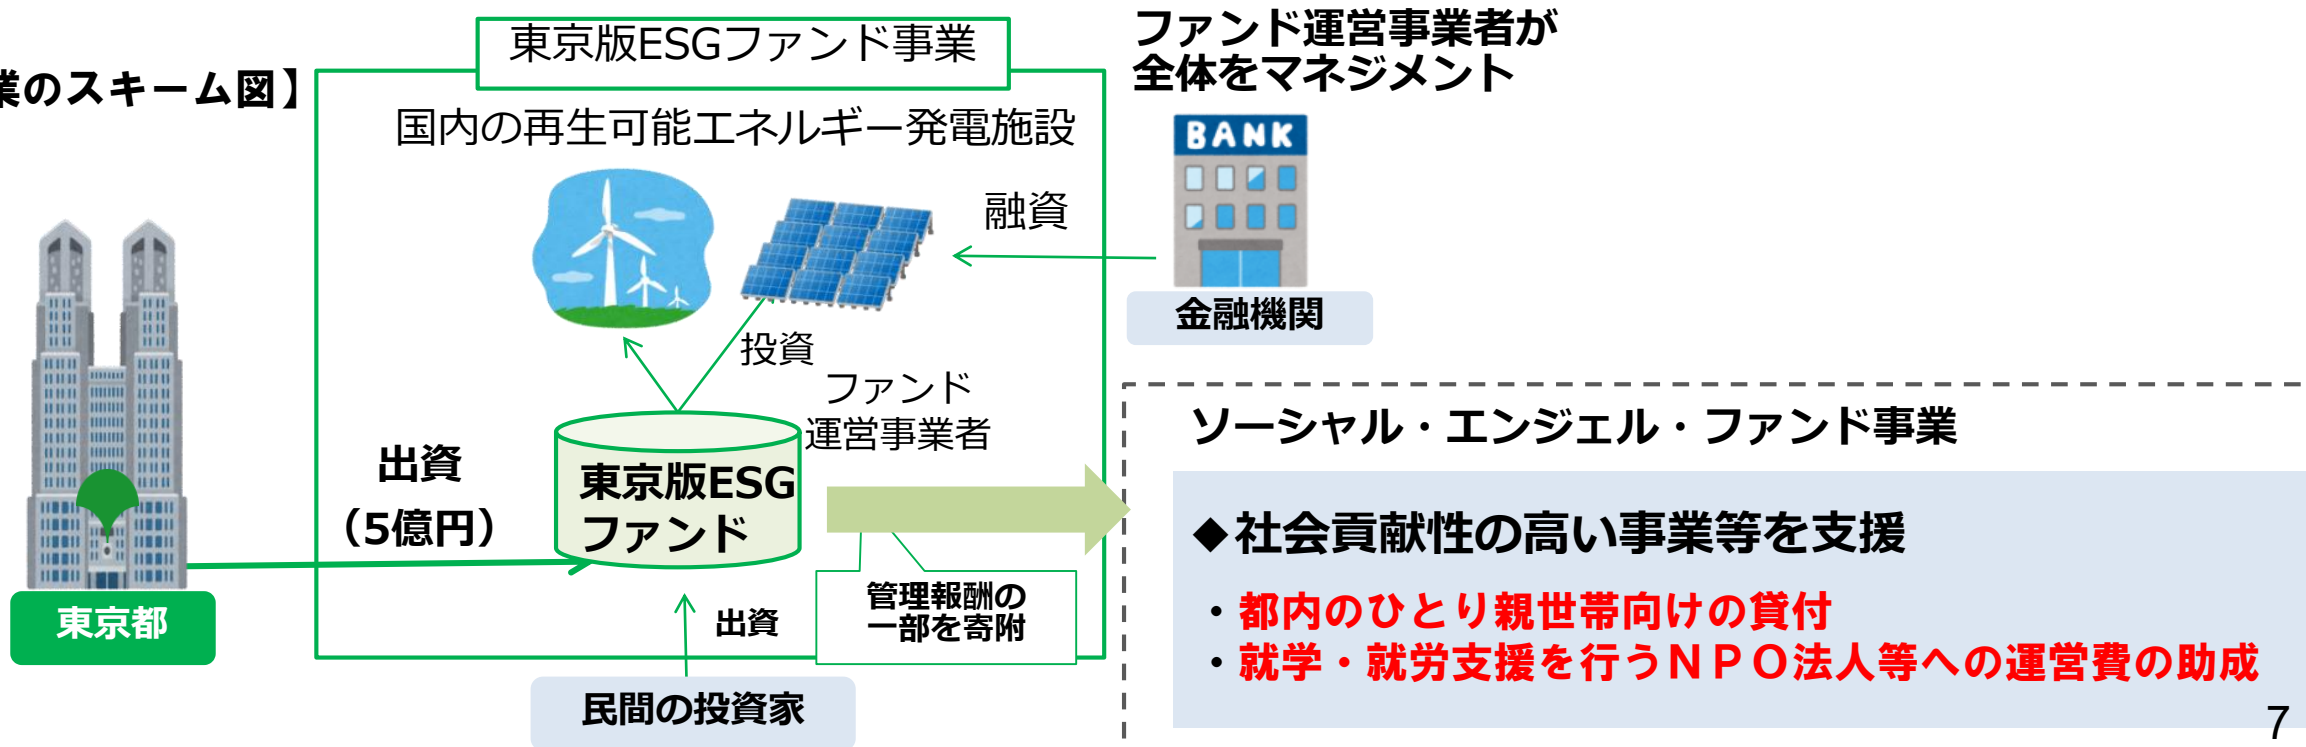 業のスキーム図】
東京版ESGファンド事業
国内の再生可能エネルギー発電施設
ファンド運営事業者が
全体をマネジメント
BANK
融資
金融機関
投資
ファンド
運営事業者
出資
（5億円）
東京版ESG
ファンド
管理報酬の
一部を寄附
東京都
出資
民間の投資家
ソーシャル・エンジェル・ファンド事業
◆社会貢献性の高い事業等を支援
・都内のひとり親世帯向けの貸付
・就学・就労支援を行うＮＰＯ法人等への運営費の助成
7